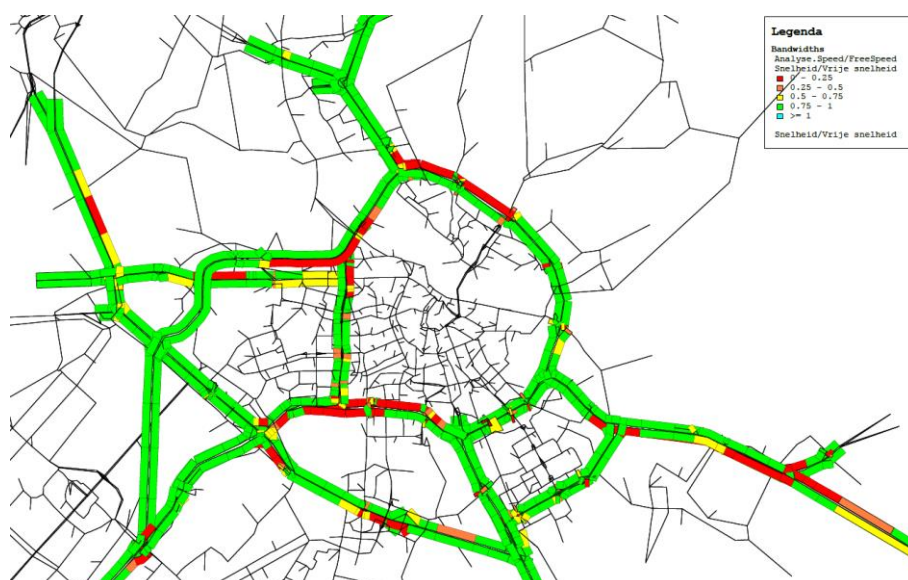 Legenda
Bandwidths
Analyse.Speed/FreeSpeed
Snelheid/Vrije snelheid
0 - 0.25
0.25 - 0.5
0.5 - 0.75
0.75 - 1
>= 1
Snelheid/Vrije snelheid